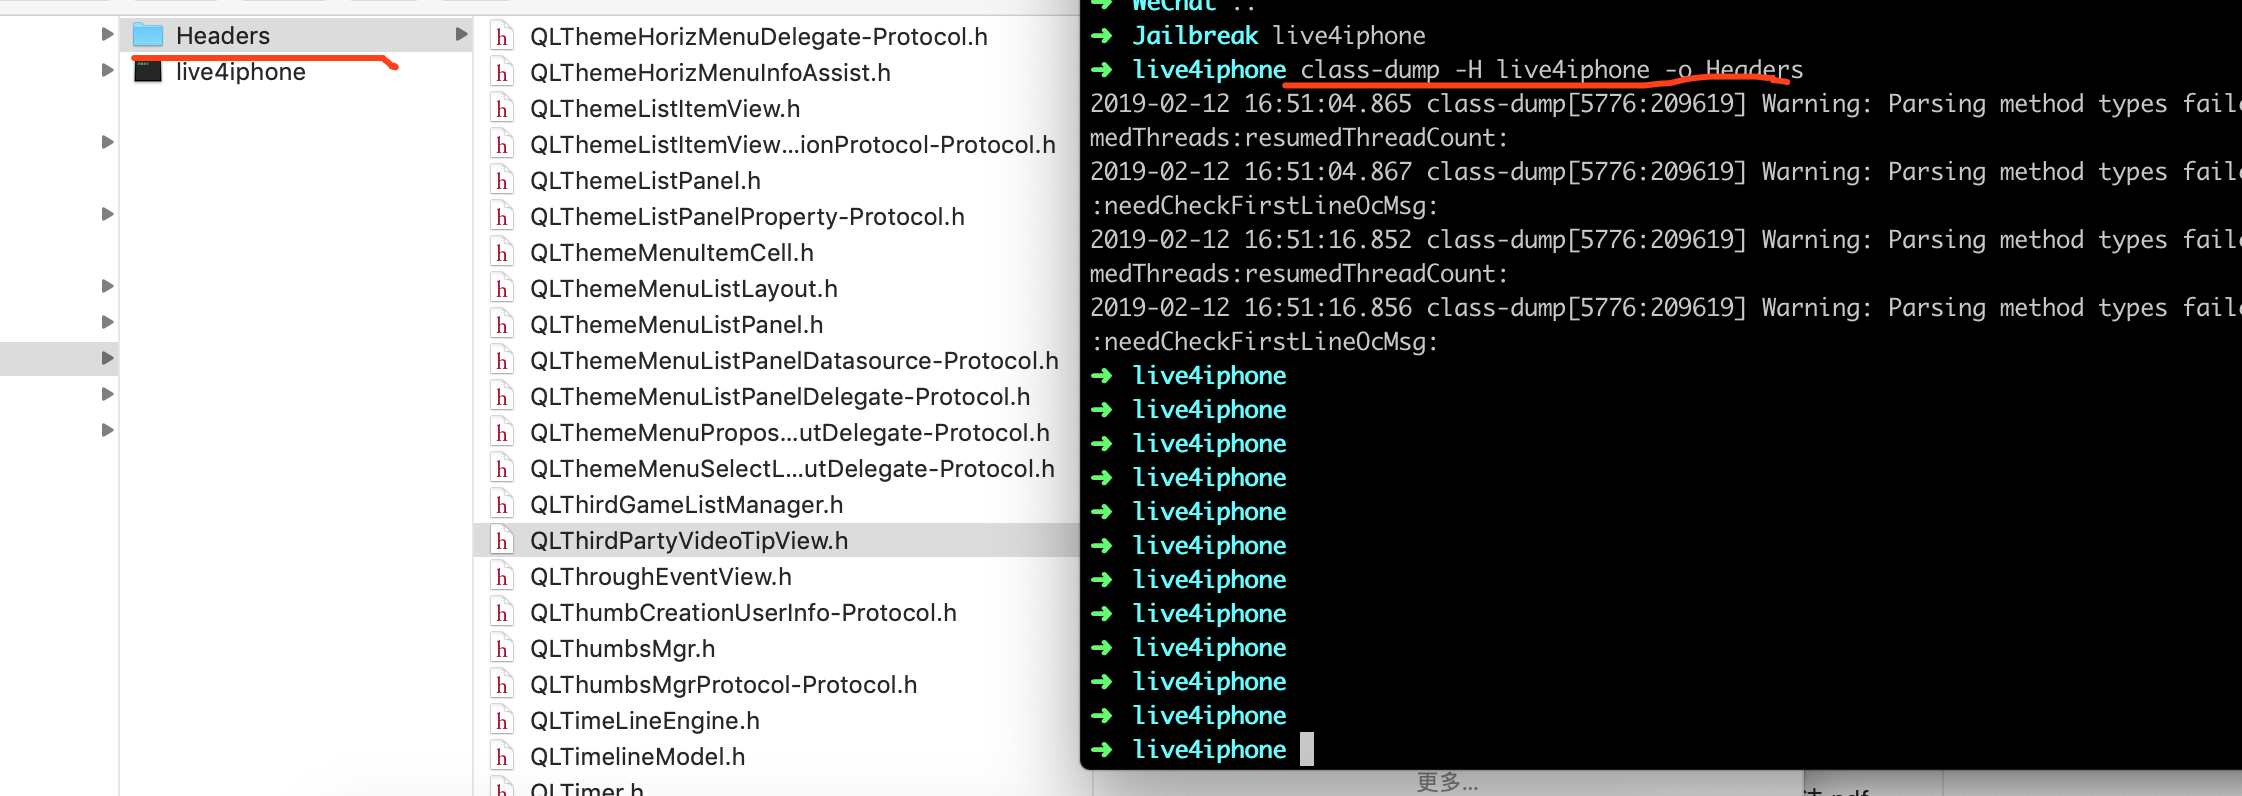 Headers
live4iphone
QLThemeHorizMenuDelegate-Protocol.h
QLThemeHorizMenuInfoAssist.h
QLThemeListItemView.h
QLThemeListItemView...ionProtocol-Protocol.h
QLThemeListPanel.h
QLThemeListPanelProperty-Protocol.h
QLThemeMenuItemCell.h
QLThemeMenuListLayout.h
QLThemeMenuListPanel.h
QLThemeMenuListPanelDatasource-Protocol.h
QLThemeMenuListPanelDelegate-Protocol.h
QLThemeMenuPropos...utDelegate-Protocol.h
QLThemeMenuSelectL...utDelegate-Protocol.h
QLThirdGameListManager.h
QLThirdPartyVideoTipView.h
QLThroughEventView.h
QLThumbCreationUserInfo-Protocol.h
QLThumbsMgr.h
QLThumbsMgrProtocol-Protocol.h
QLTimeLineEngine.h
QLTimelineModel.h
QLTimer.h
➜ WeChat ..
➜ Jailbreak live4iphone
➜ live4iphone class-dump -H live4iphone -o Headers
2019-02-12 16:51:04.865 class-dump[5776:209619] Warning: Parsing method types faile
medThreads:resumedThreadCount:
2019-02-12 16:51:04.867 class-dump[5776:209619] Warning: Parsing method types faile
:needCheckFirstLineOcMsg:
2019-02-12 16:51:16.852 class-dump[5776:209619] Warning: Parsing method types faile
medThreads:resumedThreadCount:
2019-02-12 16:51:16.856 class-dump[5776:209619] Warning: Parsing method types faile
:needCheckFirstLineOcMsg:
➜ live4iphone
➜ live4iphone
➜ live4iphone
➜ live4iphone
➜ live4iphone
➜ live4iphone
➜ live4iphone
➜ live4iphone
➜ live4iphone
➜ live4iphone
➜ live4iphone
➜ live4iphone
更多...